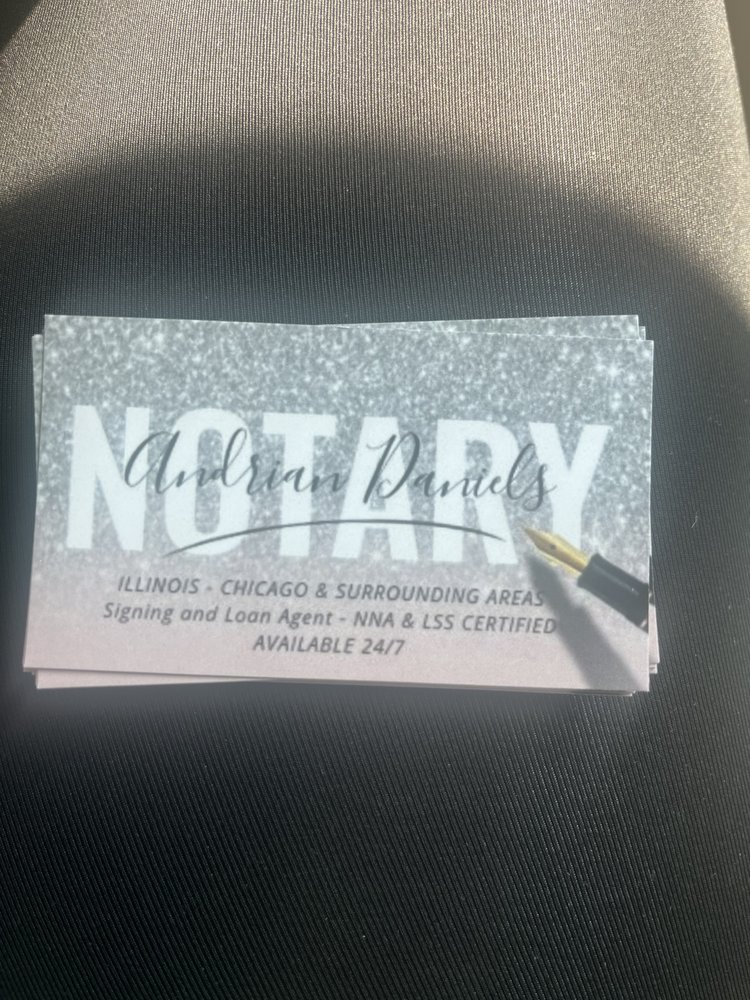 NOTARY
Andrian Daniels
ILLINOIS - CHICAGO & SURROUNDING AREAS
Signing and Loan Agent - NNA & LSS CERTIFIED
AVAILABLE 24/7